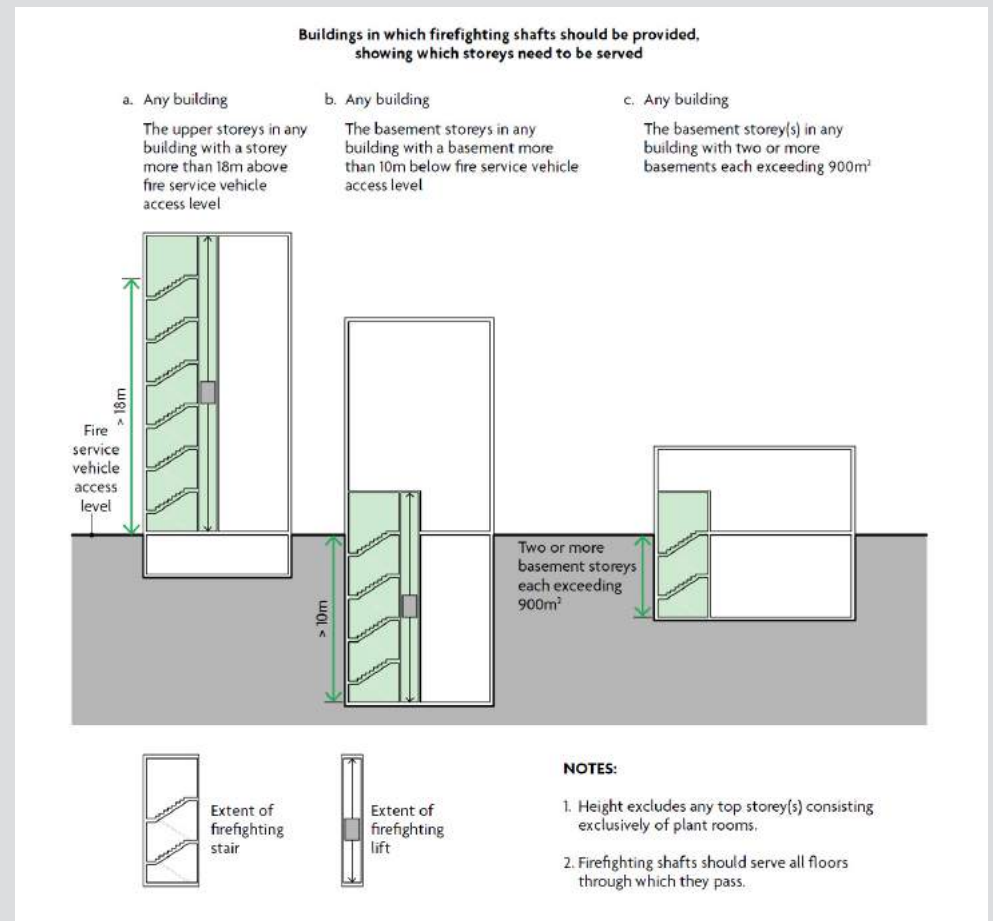 Buildings in which firefighting shafts should be provided,
showing which storeys need to be served
a. Any building
The upper storeys in any
building with a storey
more than 18m above
fire service vehicle
access level
b. Any building
The basement storeys in any
building with a basement more
than 10m below fire service vehicle
access level
c. Any building
The basement storey(s) in any
building with two or more
basements each exceeding 900m²
> 18m
Fire
service
vehicle
access
level
> 10m
Two or more
basement storeys
each exceeding
900m²
Extent of
firefighting
stair
Extent of
firefighting
lift
NOTES:
1. Height excludes any top storey(s) consisting
exclusively of plant rooms.
2. Firefighting shafts should serve all floors
through which they pass.